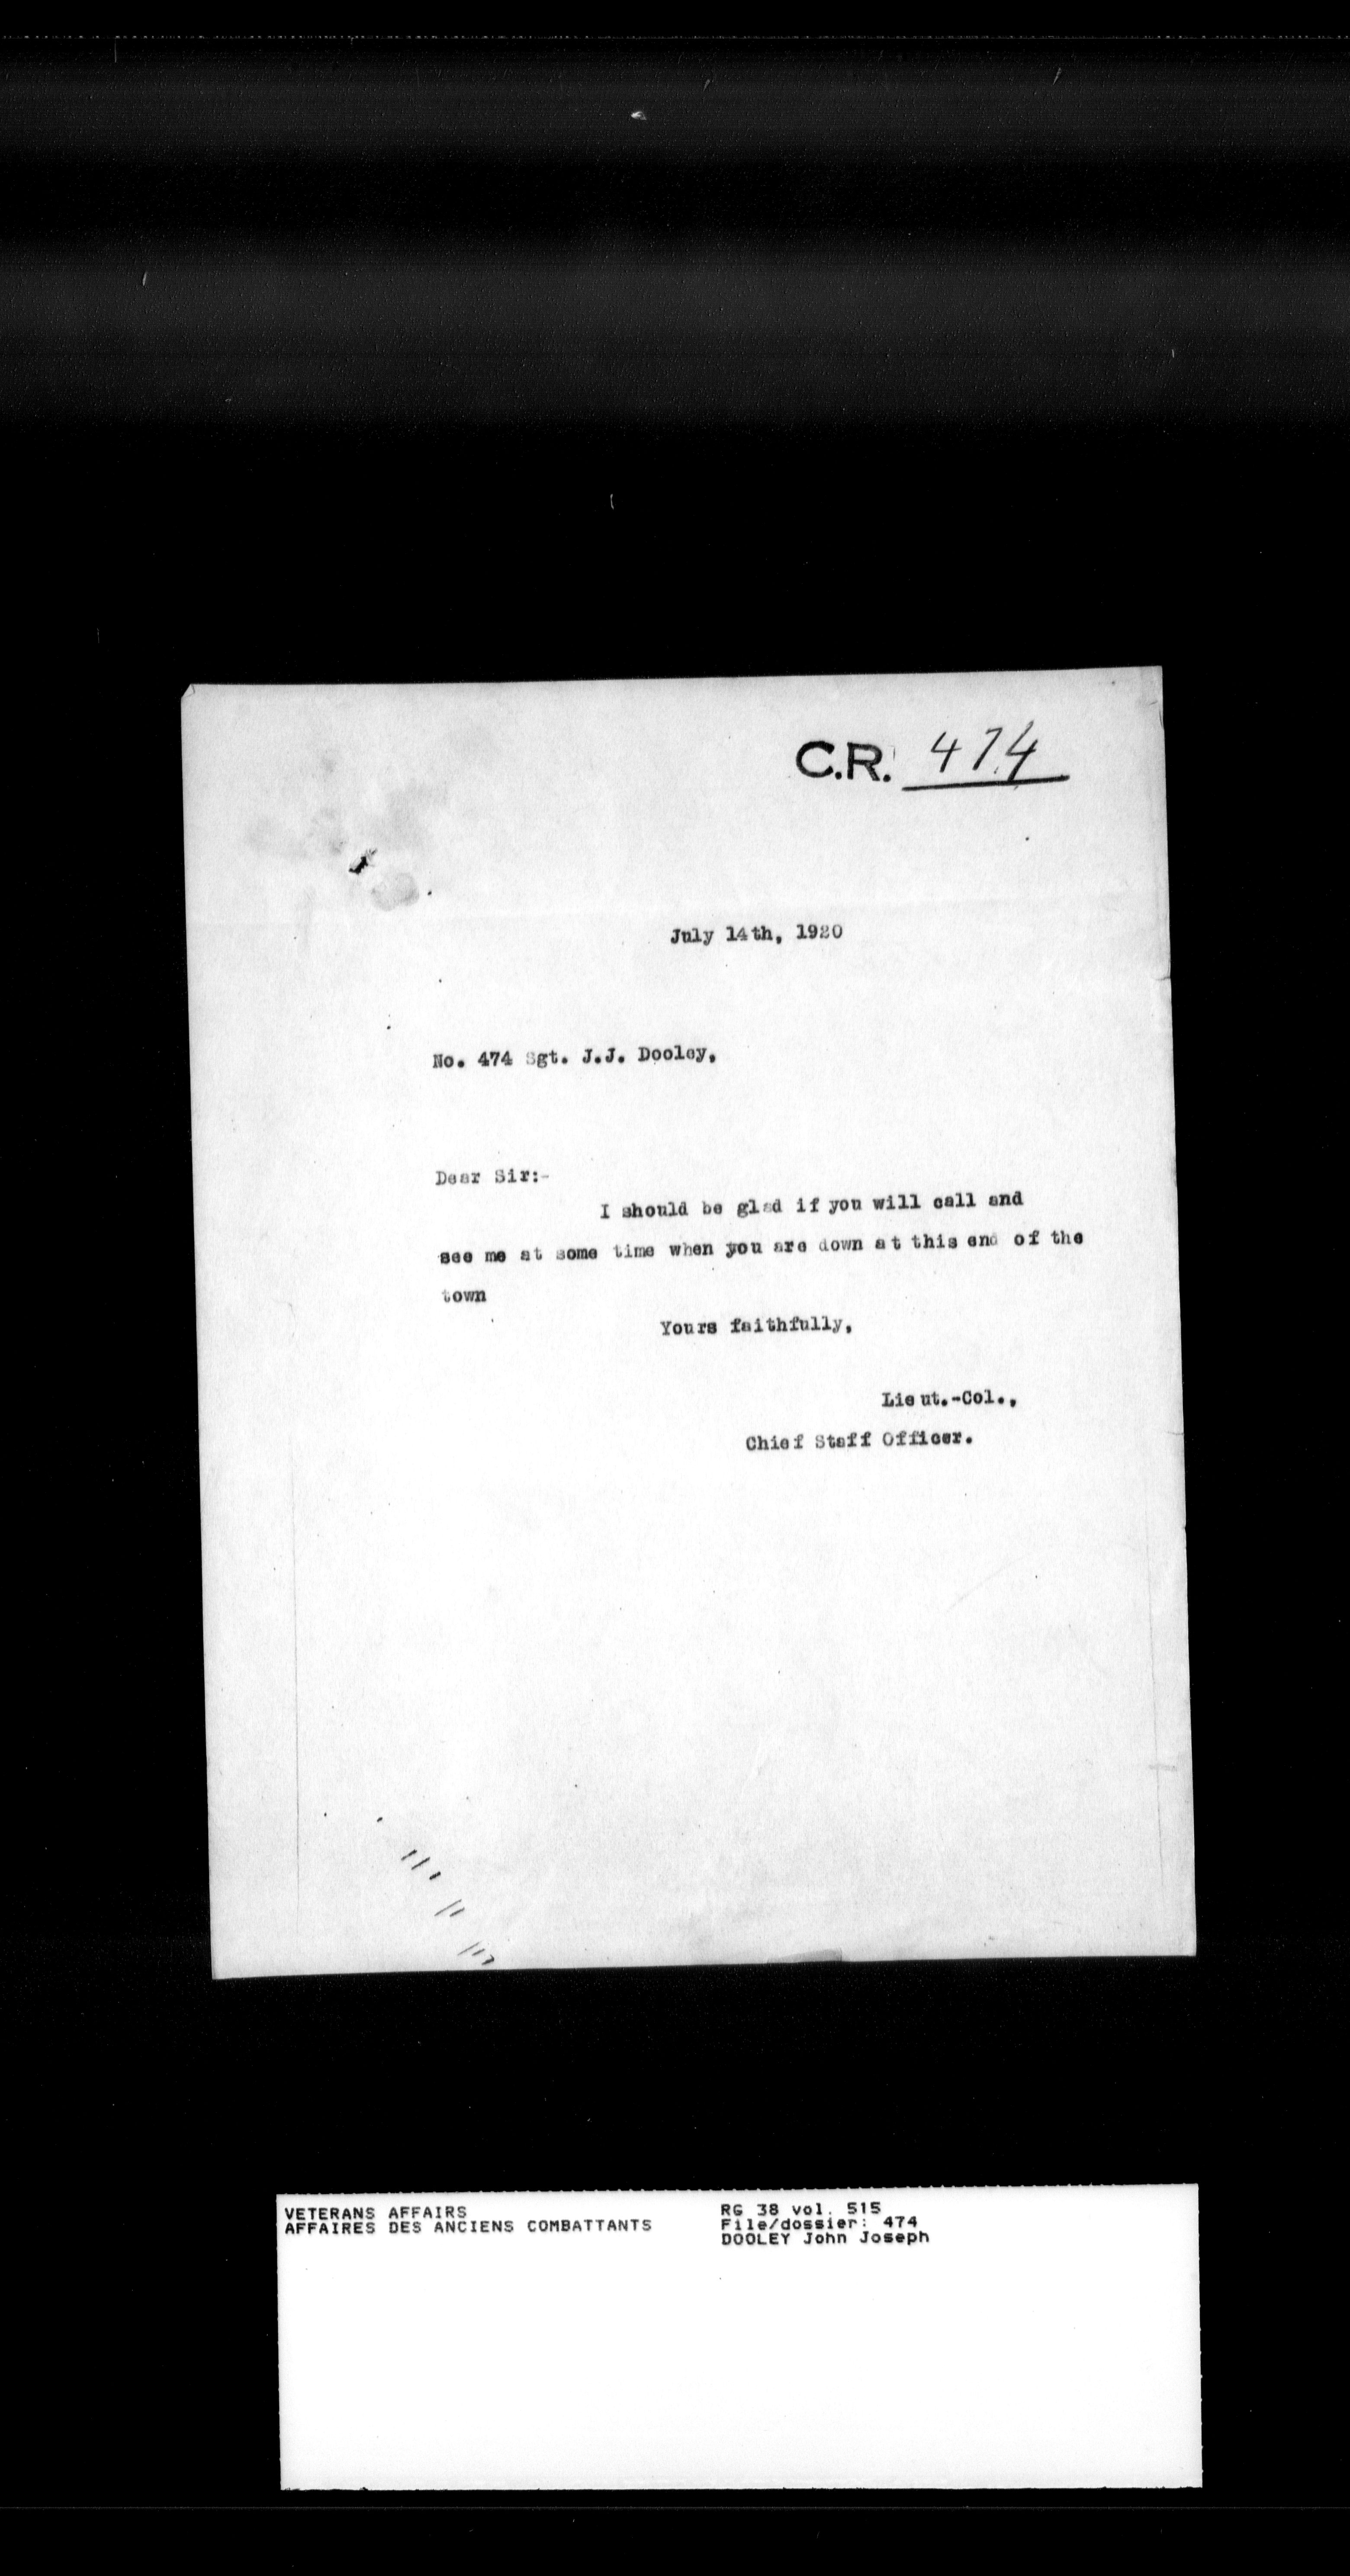 C.R. 474
July 14th, 1920
No. 474 Sgt. J.J. Dooley,
Dear Sir:-
I should be glad if you will call and
see me at some time when you are down at this end of the
town
Yours faithfully,
Lieut.-Col.,
Chief Staff Officer.
VETERANS AFFAIRS
AFFAIRES DES ANCIENS COMBATTANTS
RG 38 vol. 515
File/dossier: 474
DOOLEY John Joseph